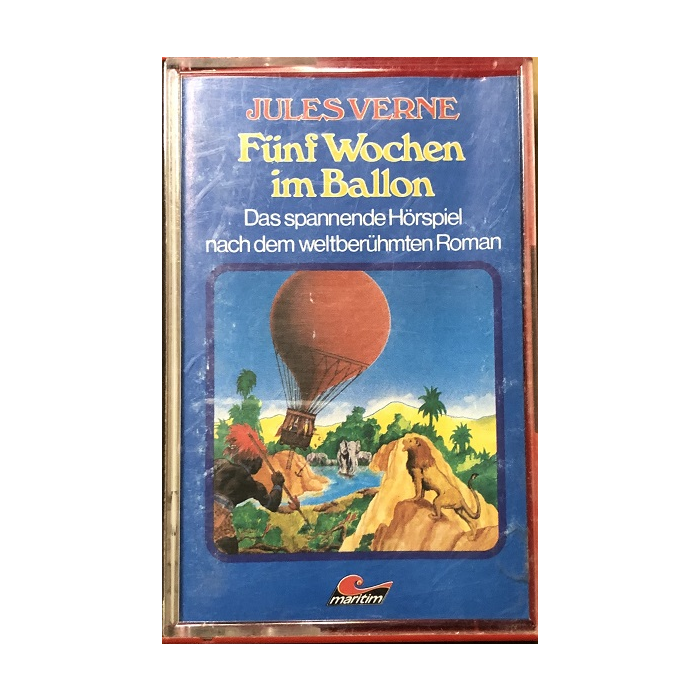 JULES VERNE
Fünf Wochen
im Ballon
Das spannende Hörspiel
nach dem weltberühmten Roman
maritim